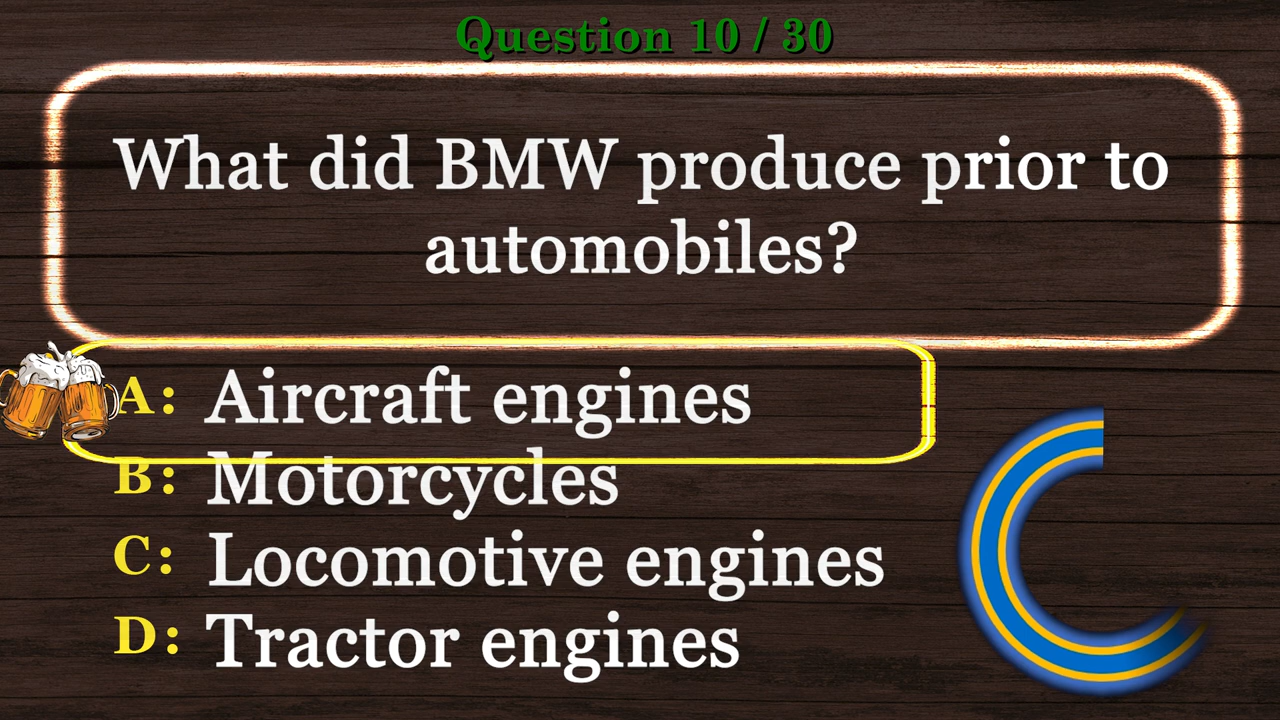 Question 10 / 30
What did BMW produce prior to
automobiles?
A: Aircraft engines
B: Motorcycles
C: Locomotive engines
D: Tractor engines